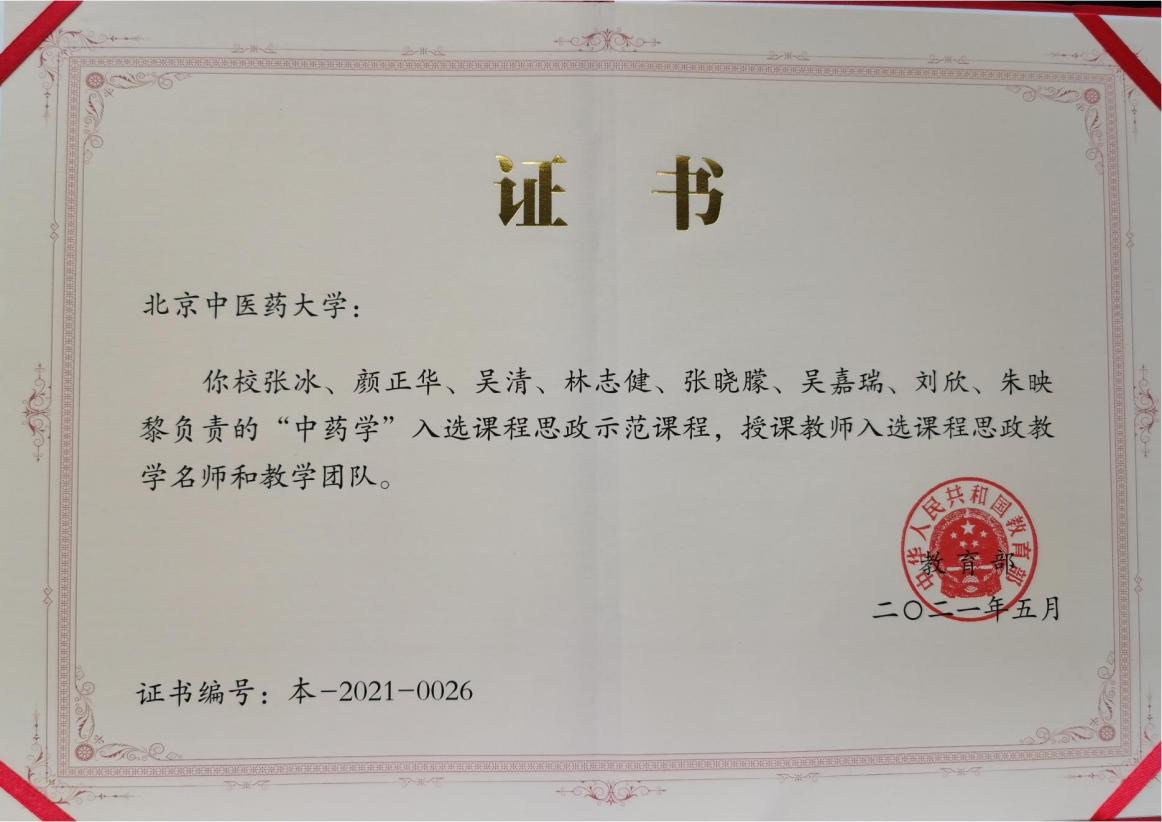 证 书
北京中医药大学：
你校张冰、颜正华、吴清、林志健、张晓朦、吴嘉瑞、刘欣、朱映
黎负责的“中药学”入选课程思政示范课程，授课教师入选课程思政教
学名师和教学团队。
中华人民共和国教育部
教育部
二〇二一年五月
证书编号：本-2021-0026